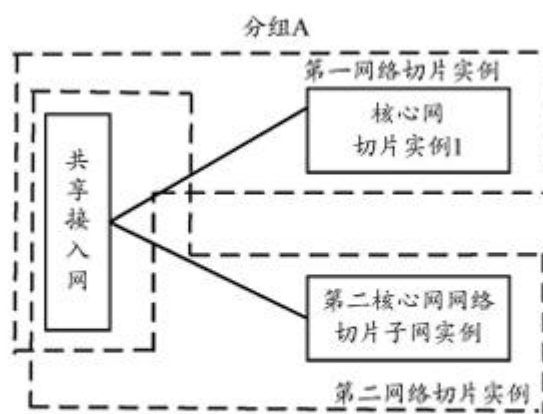 分组A
第一网络切片实例
核心网
切片实例1
共享接入网
第二核心网网络
切片子网实例
第二网络切片实例